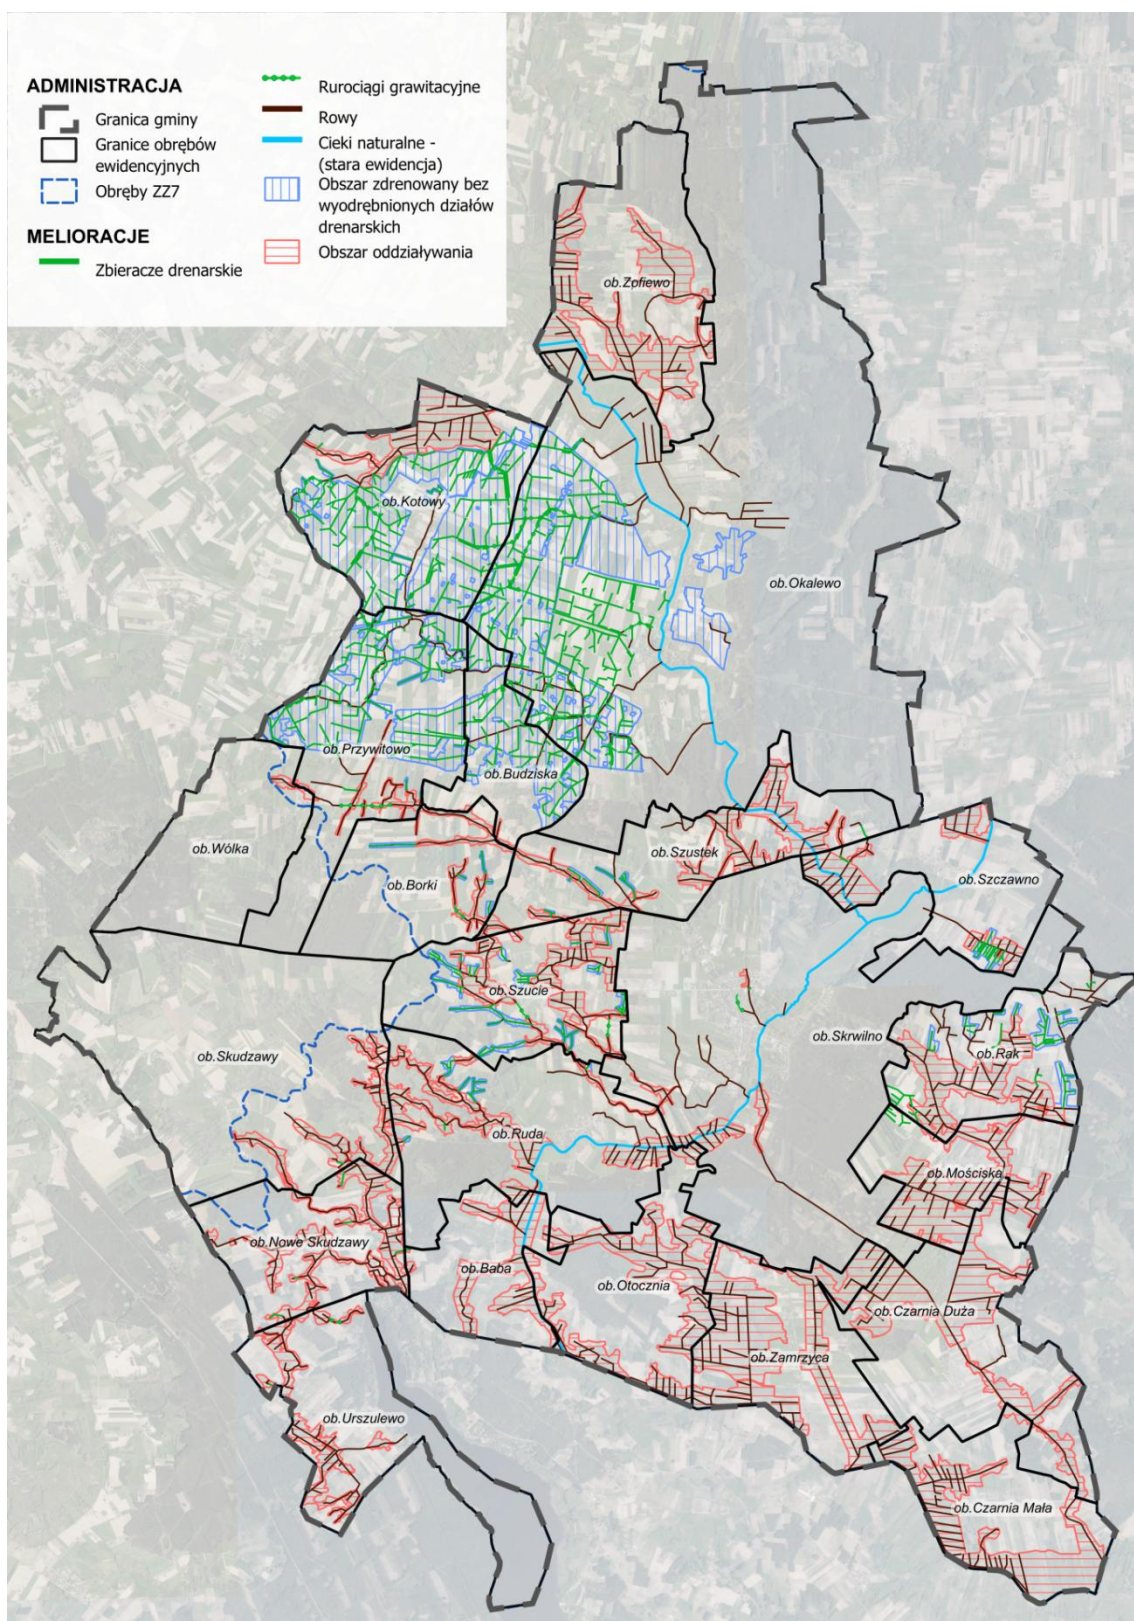 ADMINISTRACJA
Granica gminy
Granice obrębów
ewidencyjnych
Obręby ZZ7
MELIORACJE
Zbieracze drenarskie
Rurociągi grawitacyjne
Rowy
Cieki naturalne -
(stara ewidencja)
Obszar zdrenowany bez
wyodrębnionych działów
drenarskich
Obszar oddziaływania
ob.Zofiewo
ob.Kotowy
ob.Okalewo
ob.Przywitowo
ob.Budziska
ob.Wólka
ob.Szustek
ob.Borki
ob.Szczawno
ob.Szucie
ob.Skrwilno
ob.Skudzawy
ob.Rak
ob.Ruda
ob.Mościska
ob.Nowe Skudzawy
ob.Baba
ob.Otocznia
ob.Czarnia Duża
ob.Zamrzyca
ob.Urszulewo
ob.Czarnia Mała